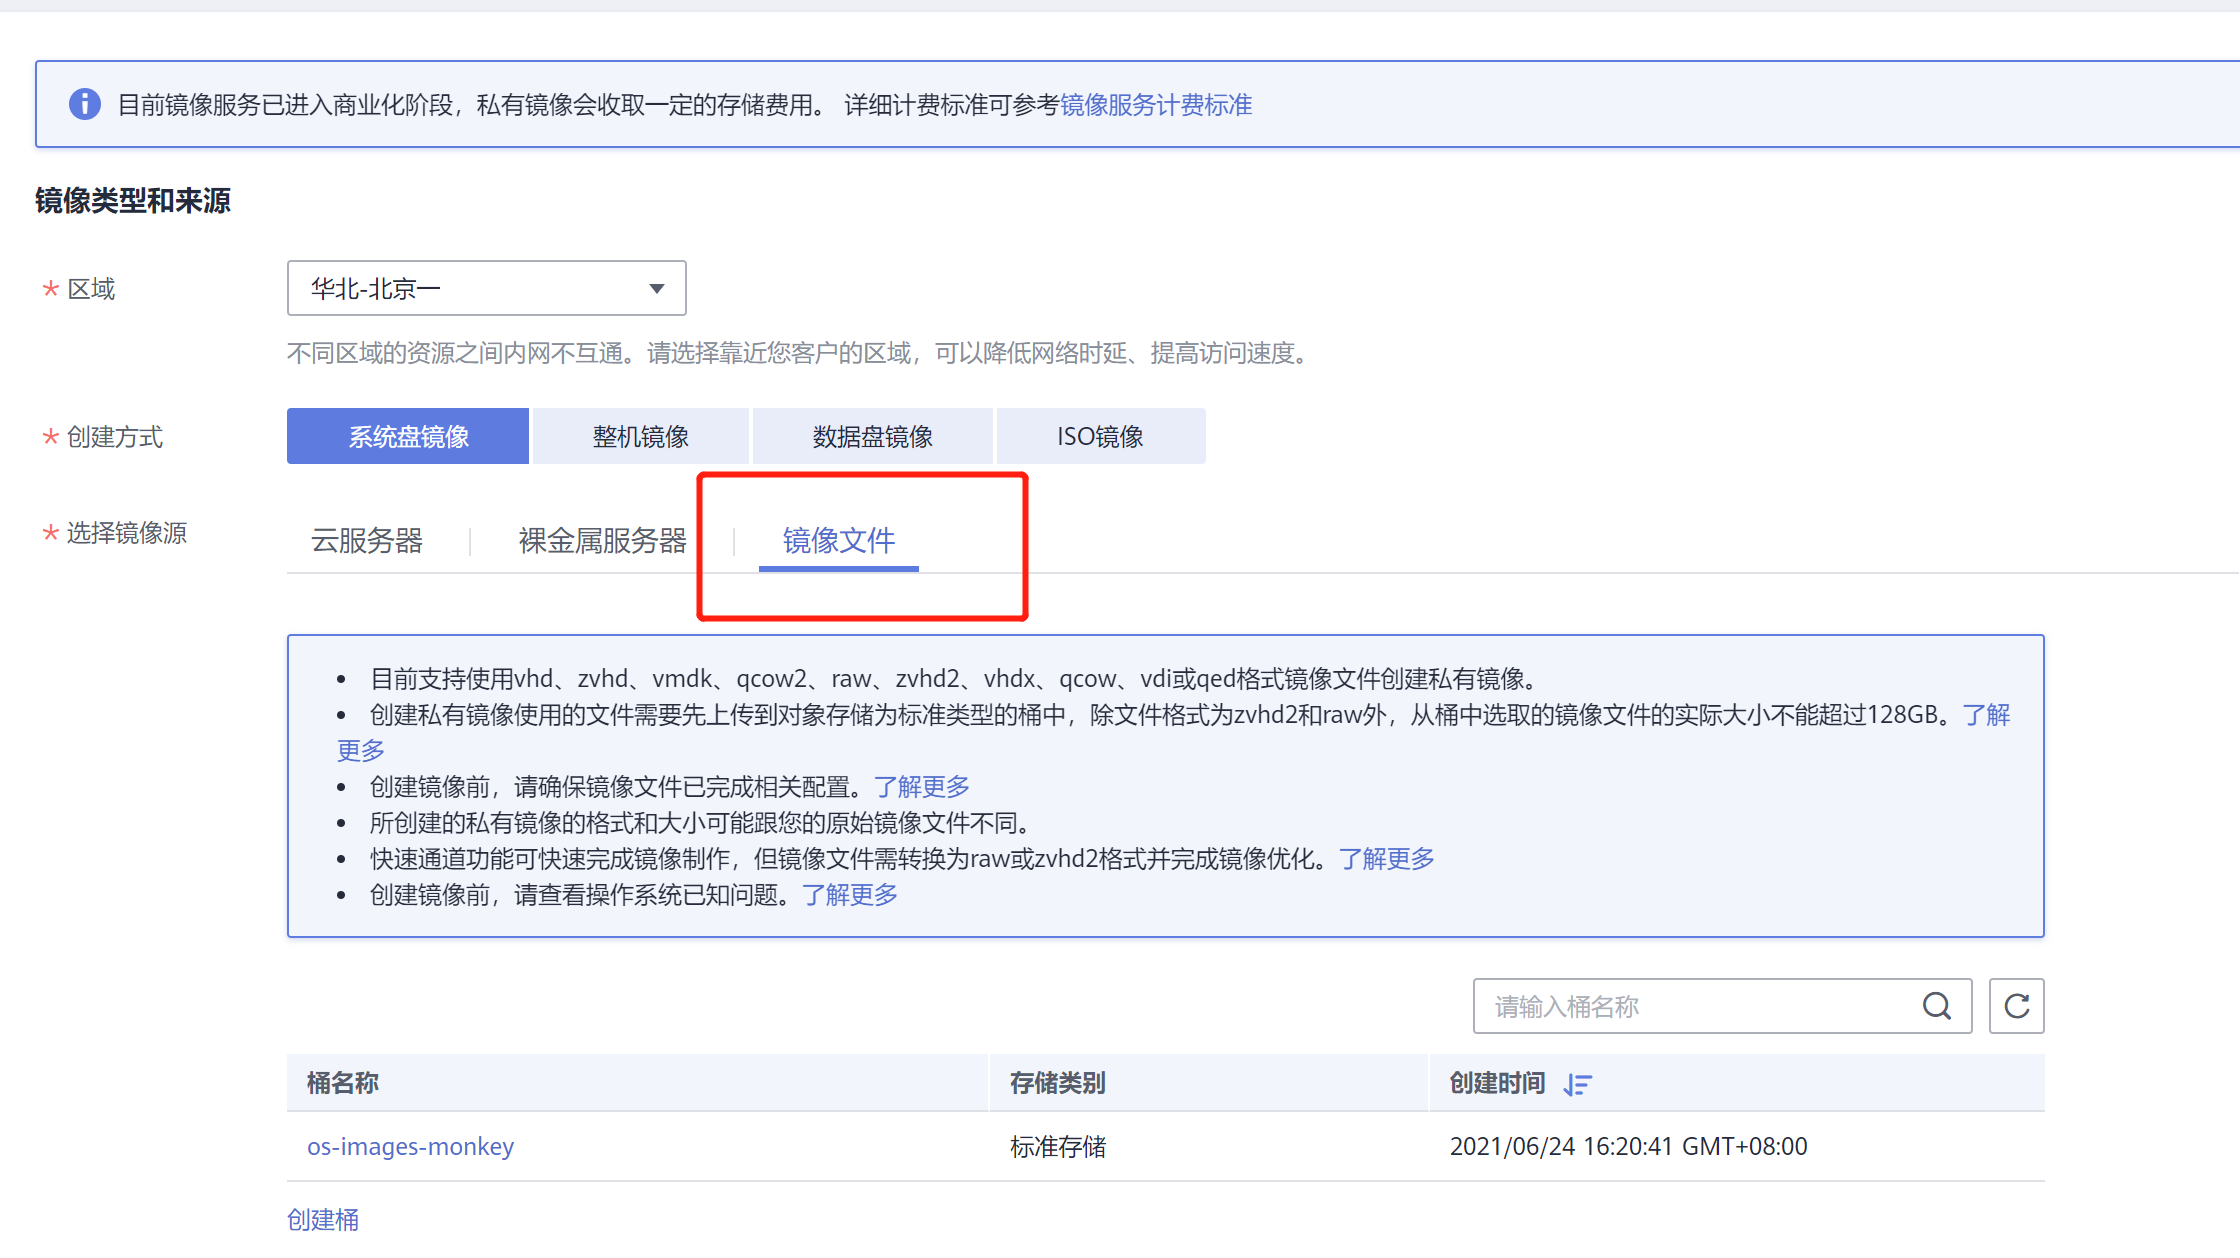 目前镜像服务已进入商业化阶段，私有镜像会收取一定的存储费用。 详细计费标准可参考镜像服务计费标准
镜像类型和来源
* 区域
华北-北京一
不同区域的资源之间内网不互通。请选择靠近您客户的区域，可以降低网络时延、提高访问速度。
* 创建方式
系统盘镜像 整机镜像 数据盘镜像 ISO镜像
* 选择镜像源
云服务器 裸金属服务器 镜像文件
• 目前支持使用vhd、zvhd、vmdk、qcow2、raw、zvhd2、vhdx、qcow、vdi或qed格式镜像文件创建私有镜像。
• 创建私有镜像使用的文件需要先上传到对象存储为标准类型的桶中，除文件格式为zvhd2和raw外，从桶中选取的镜像文件的实际大小不能超过128GB。了解
更多
• 创建镜像前，请确保镜像文件已完成相关配置。了解更多
• 所创建的私有镜像的格式和大小可能跟您的原始镜像文件不同。
• 快速通道功能可快速完成镜像制作，但镜像文件需转换为raw或zvhd2格式并完成镜像优化。了解更多
• 创建镜像前，请查看操作系统已知问题。了解更多
请输入桶名称
桶名称 存储类别 创建时间
os-images-monkey 标准存储 2021/06/24 16:20:41 GMT+08:00
创建桶